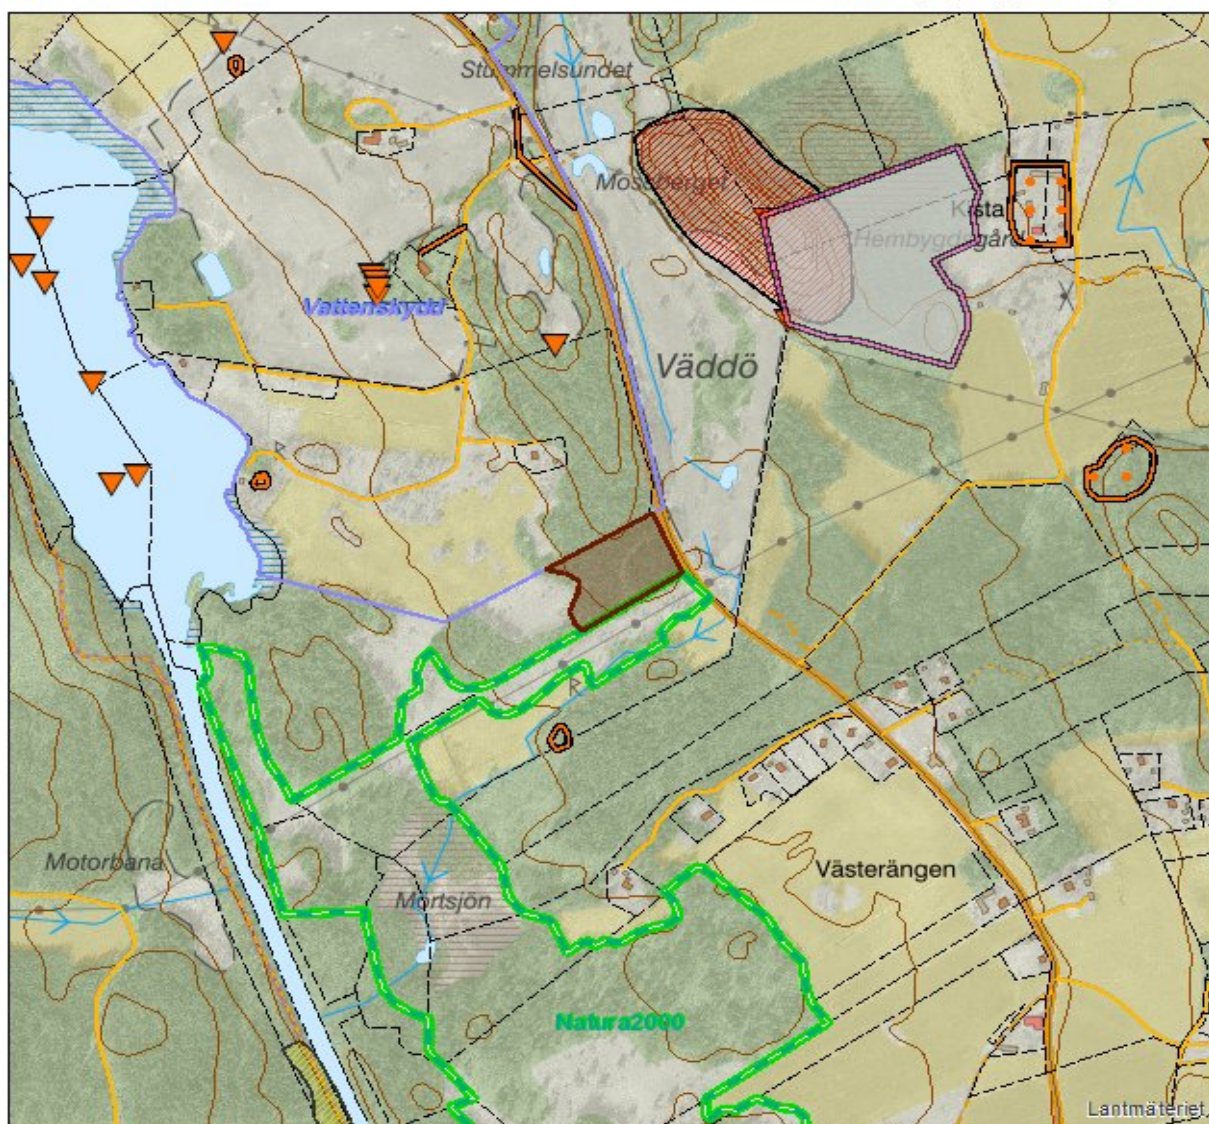 Stummelsundet
Mossberget
Kista
Hembygdsgård
Vattenskydd
Väddö
Motorbana
Mörtsjön
Västerängen
Natura2000
Lantmäteriet